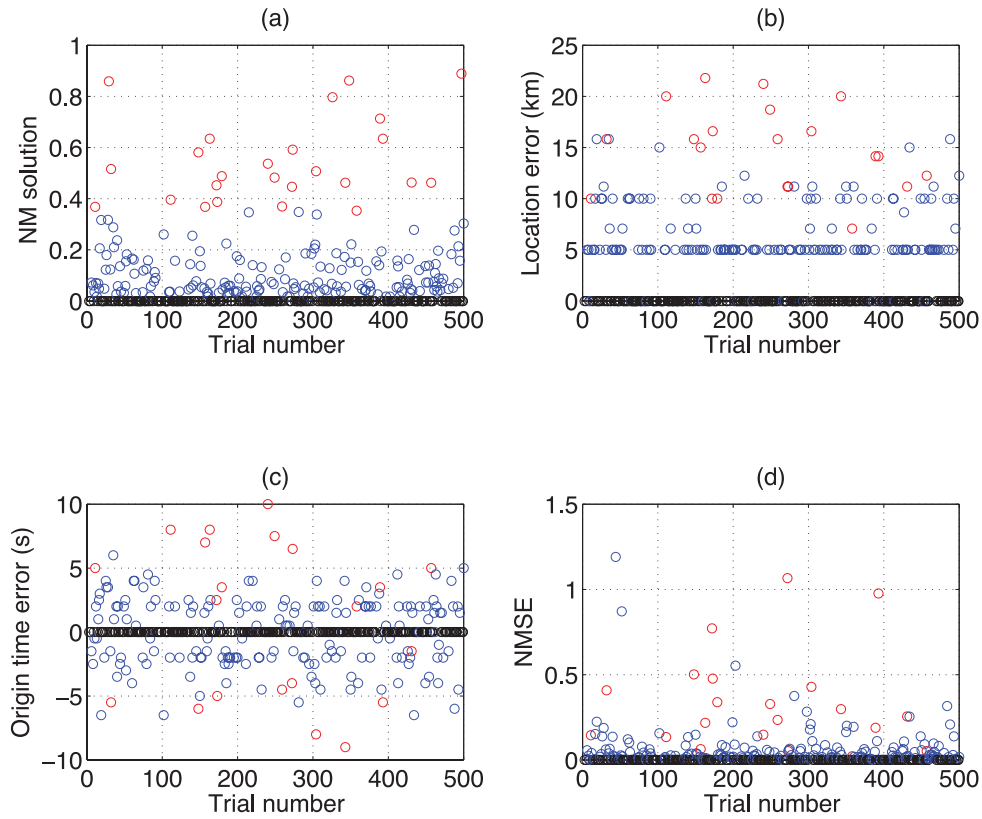 (a)
NM solution
1
0.8
0.6
0.4
0.2
0
0 100 200 300 400 500
Trial number
(b)
Location error (km)
25
20
15
10
5
0
0 100 200 300 400 500
Trial number
(c)
Origin time error (s)
10
5
0
−5
−10
0 100 200 300 400 500
Trial number
(d)
NMSE
1.5
1
0.5
0
0 100 200 300 400 500
Trial number